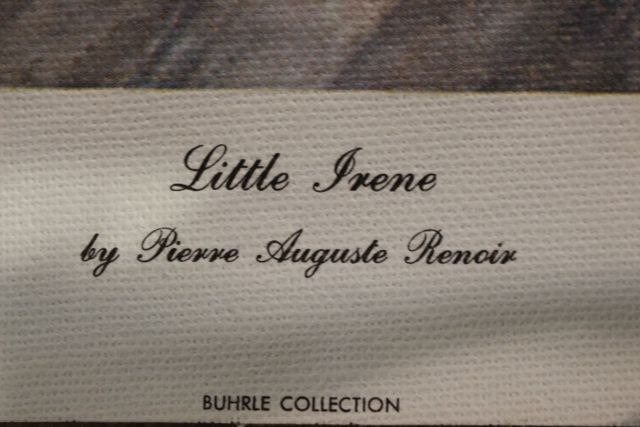 Little Irene
by Pierre Auguste Renoir
BUHRLE COLLECTION